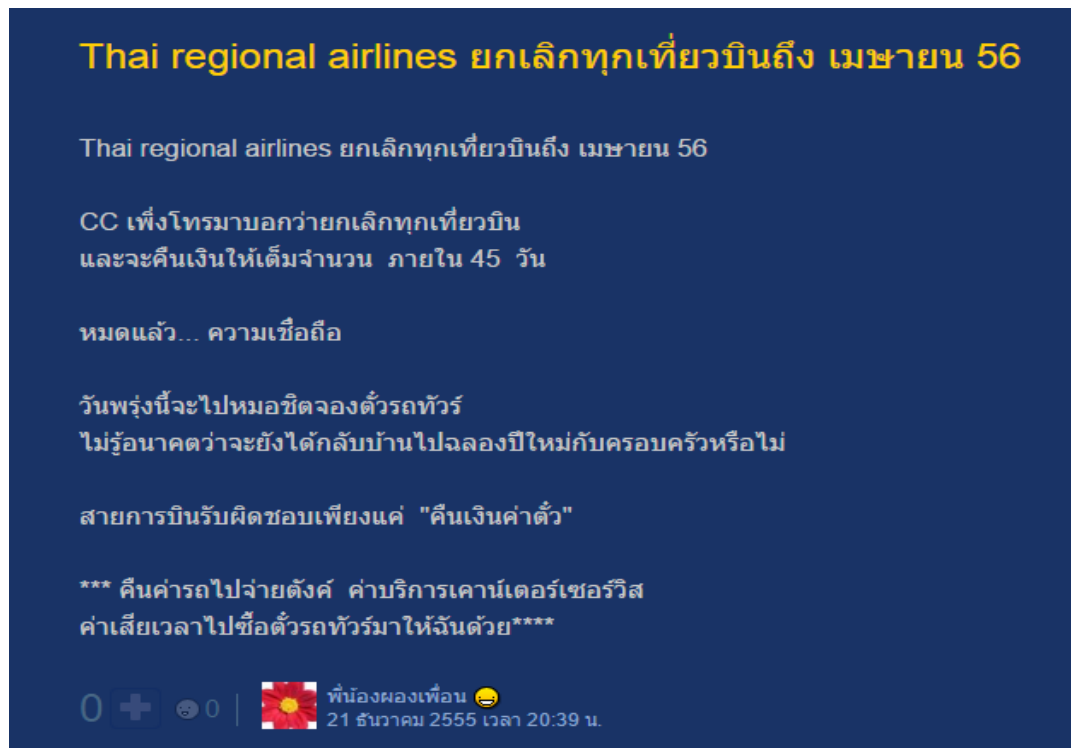 Thai regional airlines ยกเลิกทุกเที่ยวบินถึง เมษายน 56
Thai regional airlines ยกเลิกทุกเที่ยวบินถึง เมษายน 56
CC เพิ่งโทรมาบอกว่ายกเลิกทุกเที่ยวบิน
และจะคืนเงินให้เต็มจำนวน ภายใน 45 วัน
หมดแล้ว... ความเชื่อถือ
วันพรุ่งนี้จะไปหมอชิตจองตั๋วรถทัวร์
ไม่รู้อนาคตว่าจะยังได้กลับบ้านไปฉลองปีใหม่กับครอบครัวหรือไม่
สายการบินรับผิดชอบเพียงแค่ "คืนเงินค่าตั๋ว"
*** คืนค่ารถไปจ่ายตังค์ ค่าบริการเคาน์เตอร์เซอร์วิส
ค่าเสียเวลาไปซื้อตั๋วรถทัวร์มาให้ฉันด้วย****
0 0
พี่น้องผองเพื่อน
21 ธันวาคม 2555 เวลา 20:39 น.